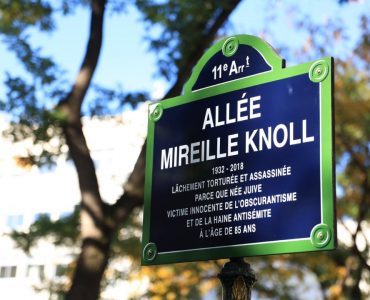 11e Arrt
ALLÉE
MIREILLE KNOLL
1932 - 2018
LÂCHEMENT TORTURÉE ET ASSASSINÉE
PARCE QUE NÉE JUIVE
VICTIME INNOCENTE DE L'OBSCURANTISME
ET DE LA HAINE ANTISÉMITE
À L'ÂGE DE 85 ANS